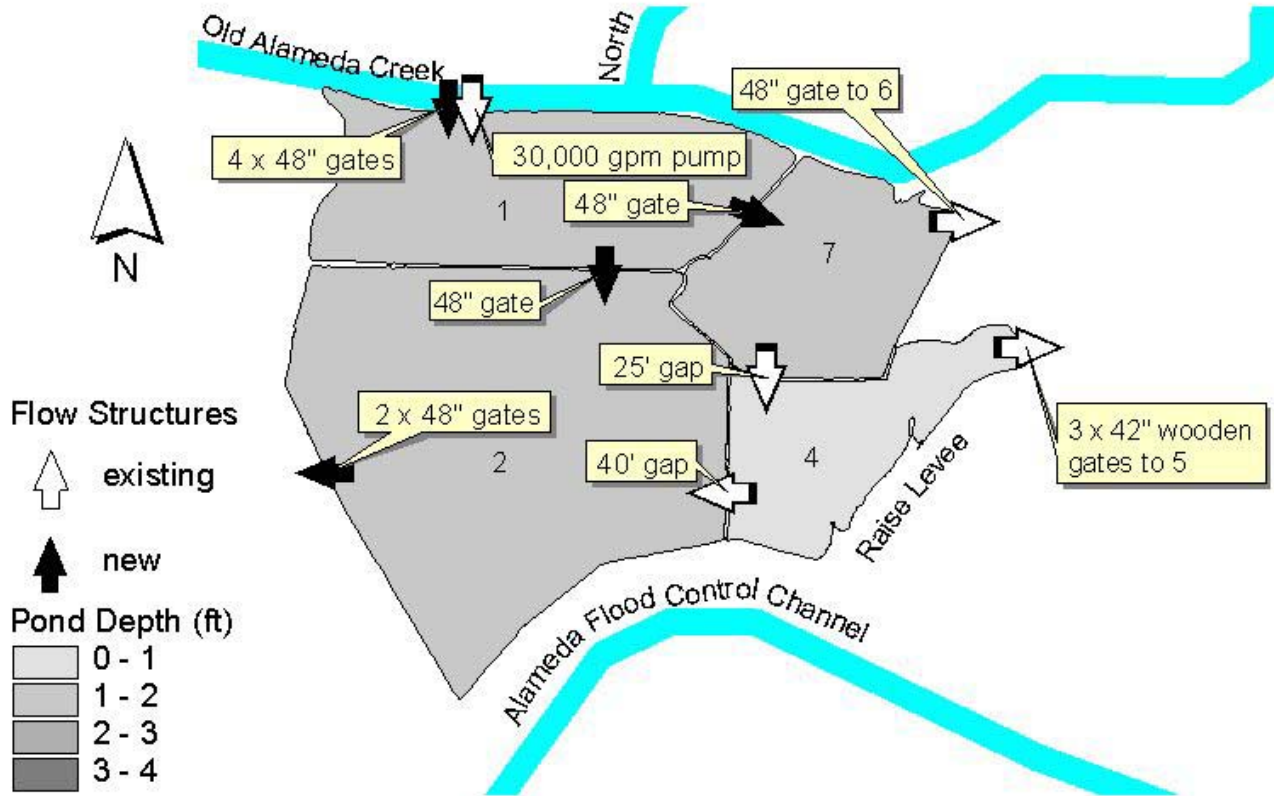 Old Alameda Creek
North
48" gate to 6
4 x 48" gates
30,000 gpm pump
1
48" gate
7
N
48" gate
25' gap
Flow Structures
existing
new
2 x 48" gates
2
40' gap
4
3 x 42" wooden
gates to 5
Raise Levee
Alameda Flood Control Channel
Pond Depth (ft)
0 - 1
1 - 2
2 - 3
3 - 4